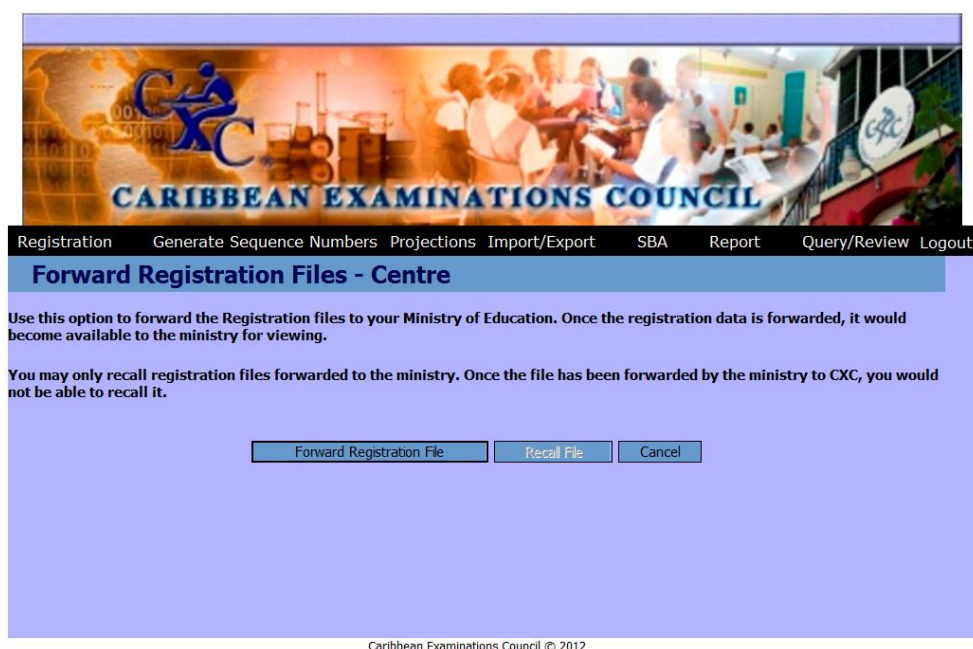 CXC
CXC
CARIBBEAN EXAMINATIONS COUNCIL
Registration Generate Sequence Numbers Projections Import/Export SBA Report Query/Review Logout
Forward Registration Files - Centre
Use this option to forward the Registration files to your Ministry of Education. Once the registration data is forwarded, it would
become available to the ministry for viewing.
You may only recall registration files forwarded to the ministry. Once the file has been forwarded by the ministry to CXC, you would
not be able to recall it.
Forward Registration File Recall File Cancel
Caribbean Examinations Council © 2012